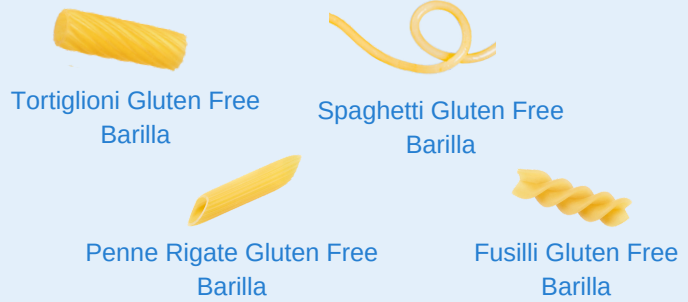 Tortiglioni Gluten Free
Barilla
Spaghetti Gluten Free
Barilla
Penne Rigate Gluten Free
Barilla
Fusilli Gluten Free
Barilla